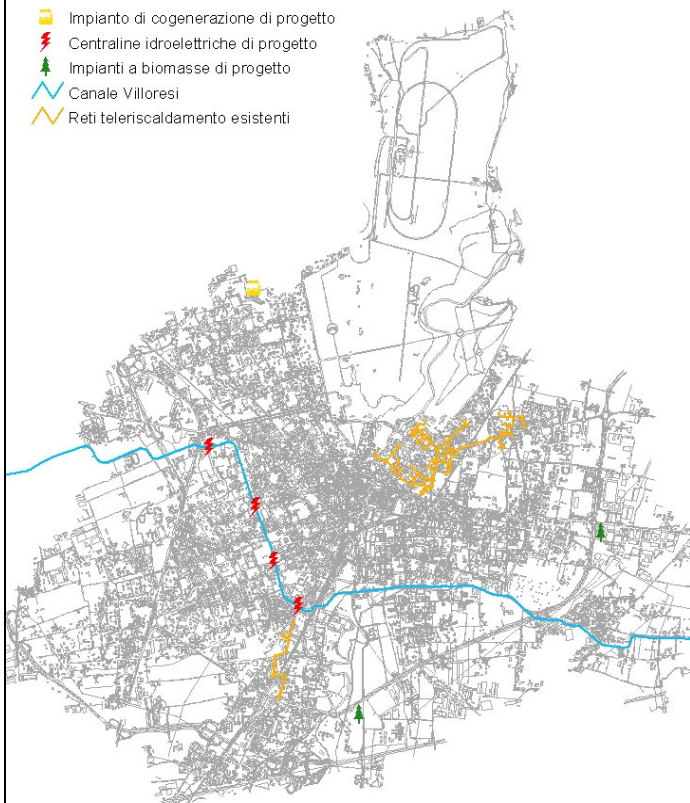 Impianto di cogenerazione di progetto
Centraline idroelettriche di progetto
Impianti a biomasse di progetto
Canale Villoresi
Reti teleriscaldamento esistenti